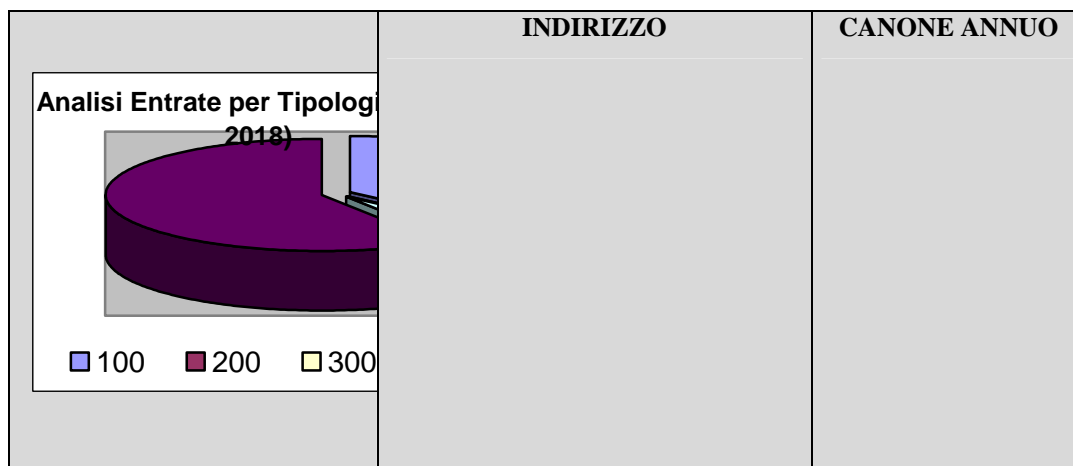 INDIRIZZO
CANONE ANNUO
Analisi Entrate per Tipologi
2018)
100 200 300